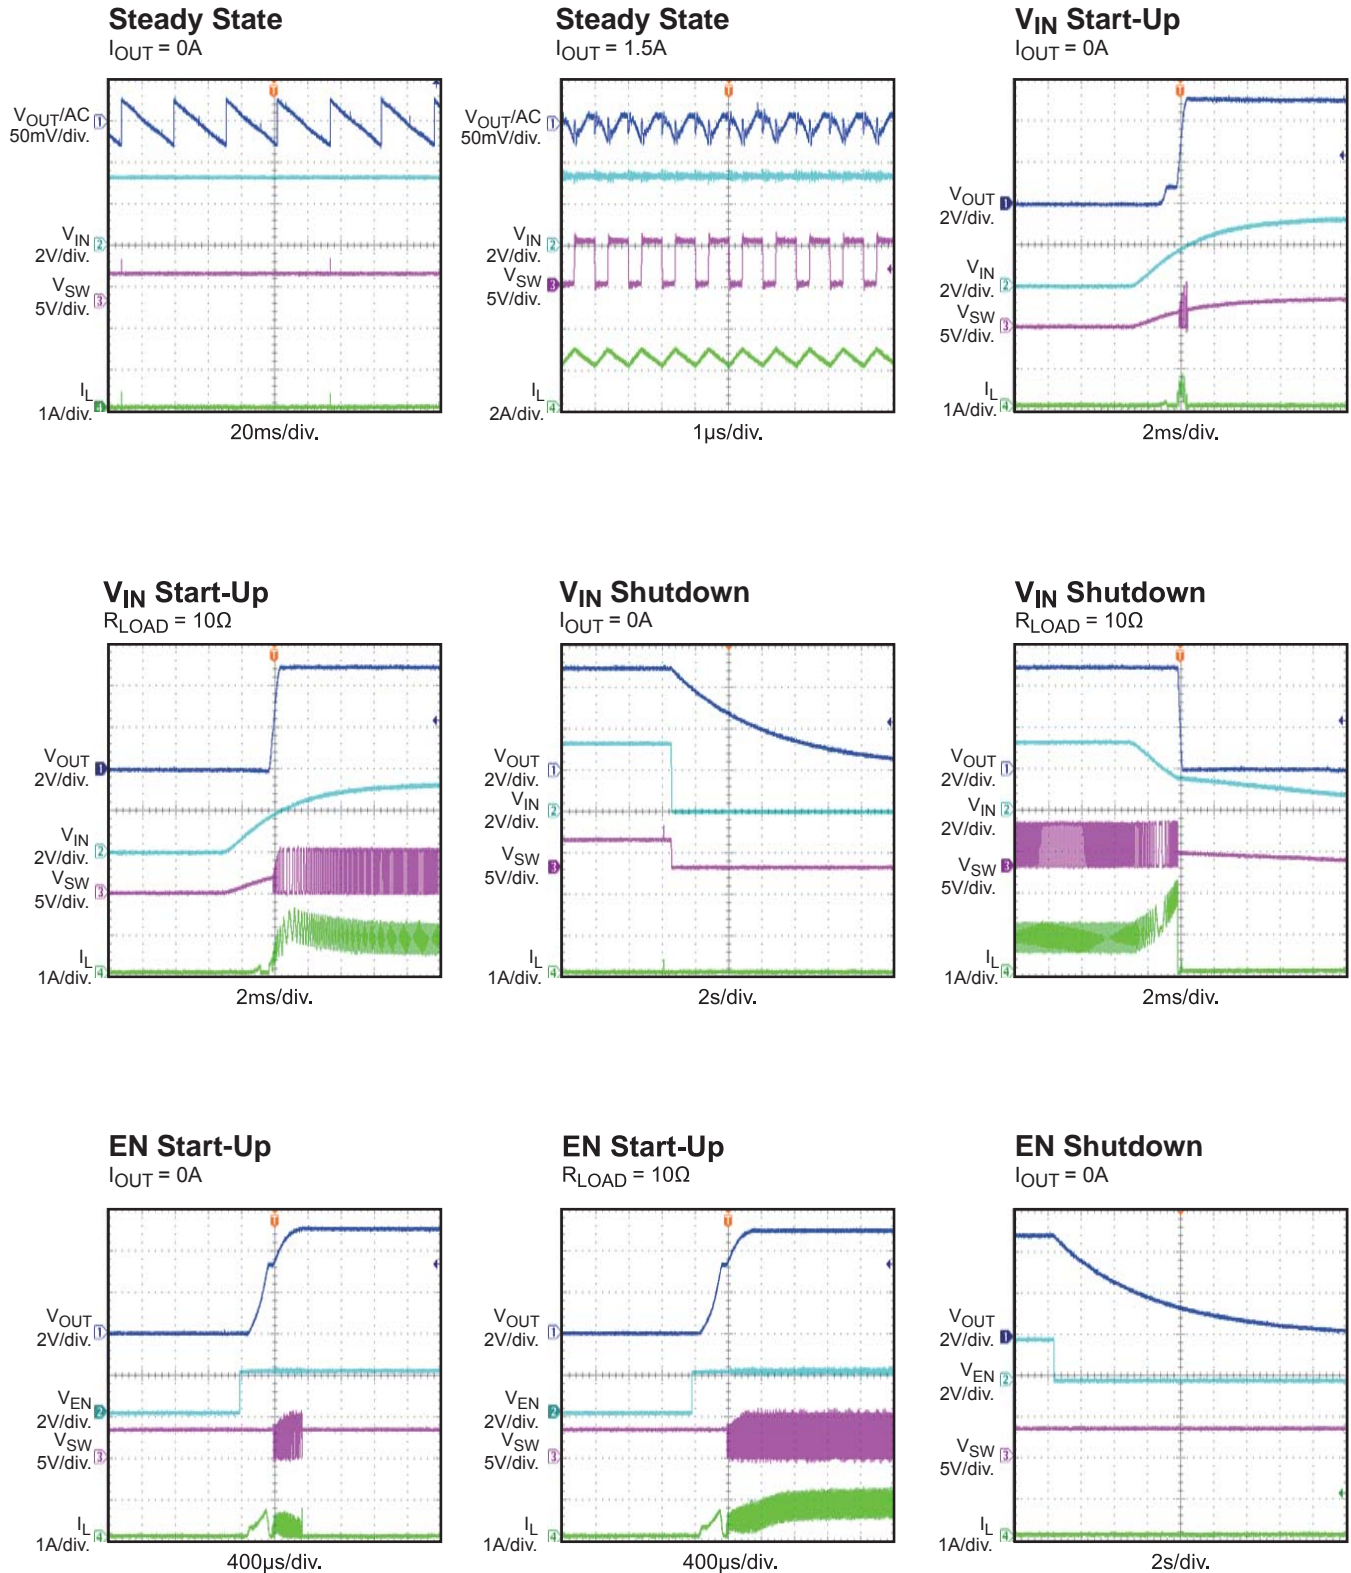 Steady State
IOUT = 0A
VOUT/AC
50mV/div.
VIN
2V/div.
VSW
5V/div.
IL
1A/div.
20ms/div.
Steady State
IOUT = 1.5A
VOUT/AC
50mV/div.
VIN
2V/div.
VSW
5V/div.
IL
2A/div.
1µs/div.
VIN Start-Up
IOUT = 0A
VOUT
2V/div.
VIN
2V/div.
VSW
5V/div.
IL
1A/div.
2ms/div.
VIN Start-Up
RLOAD = 10Ω
VOUT
2V/div.
VIN
2V/div.
VSW
5V/div.
IL
1A/div.
2ms/div.
VIN Shutdown
IOUT = 0A
VOUT
2V/div.
VIN
2V/div.
VSW
5V/div.
IL
1A/div.
2s/div.
VIN Shutdown
RLOAD = 10Ω
VOUT
2V/div.
VIN
2V/div.
VSW
5V/div.
IL
1A/div.
2ms/div.
EN Start-Up
IOUT = 0A
VOUT
2V/div.
VEN
2V/div.
VSW
5V/div.
IL
1A/div.
400µs/div.
EN Start-Up
RLOAD = 10Ω
VOUT
2V/div.
VEN
2V/div.
VSW
5V/div.
IL
1A/div.
400µs/div.
EN Shutdown
IOUT = 0A
VOUT
2V/div.
VEN
2V/div.
VSW
5V/div.
IL
1A/div.
2s/div.